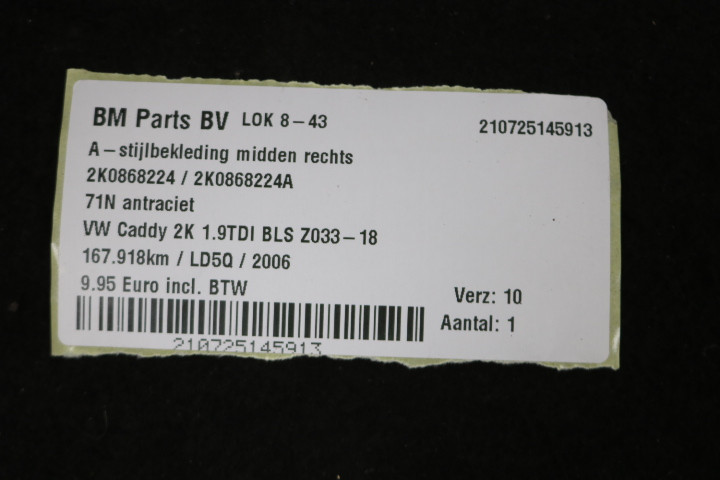 BM Parts BV LOK 8-43
210725145913
A-stijlbekleding midden rechts
2K0868224 / 2K0868224A
71N antraciet
VW Caddy 2K 1.9TDI BLS Z033-18
167.918km / LD5Q / 2006
9.95 Euro incl. BTW
Verz: 10
Aantal: 1
210725145913